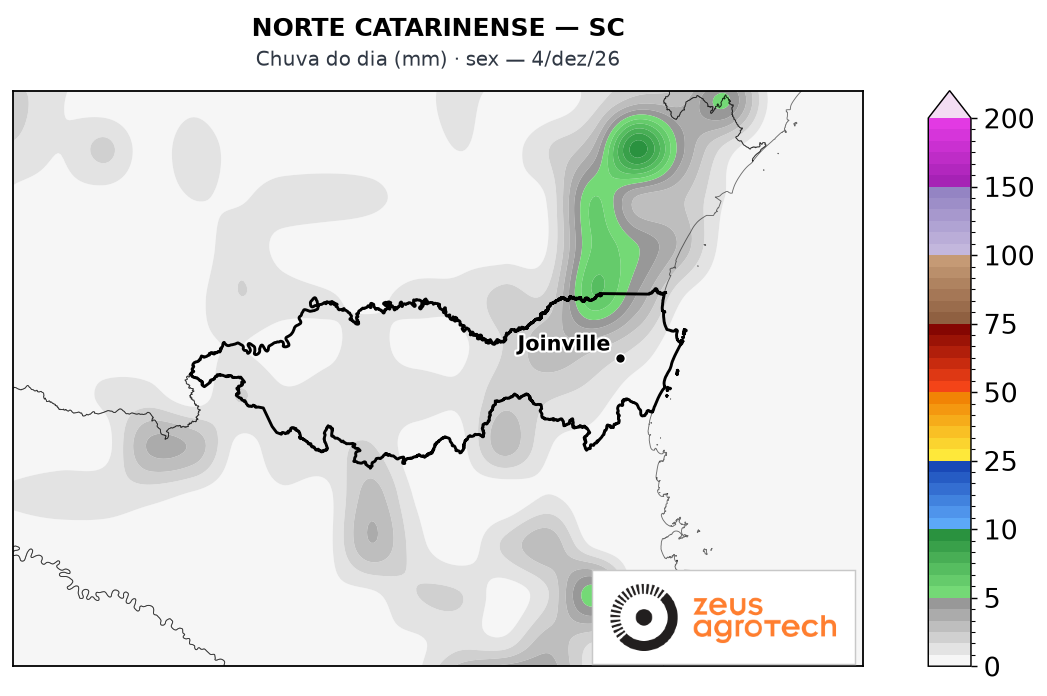 NORTE CATARINENSE — SC
Chuva do dia (mm) · sex — 4/dez/26
200
150
100
75
50
25
10
5
0
Joinville
zeus
agrotech